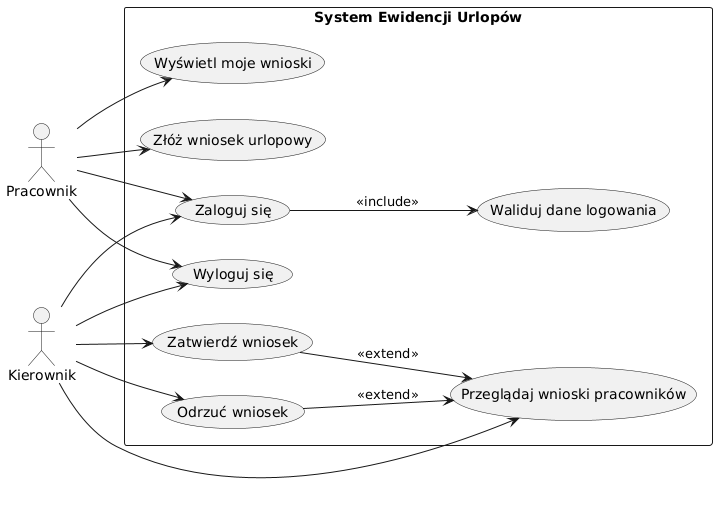 System Ewidencji Urlopów
Wyświetl moje wnioski
Złóż wniosek urlopowy
Pracownik
Zaloguj się
«include»
Waliduj dane logowania
Wyloguj się
Zatwierdź wniosek
«extend»
Kierownik
Przeglądaj wnioski pracowników
«extend»
Odrzuć wniosek